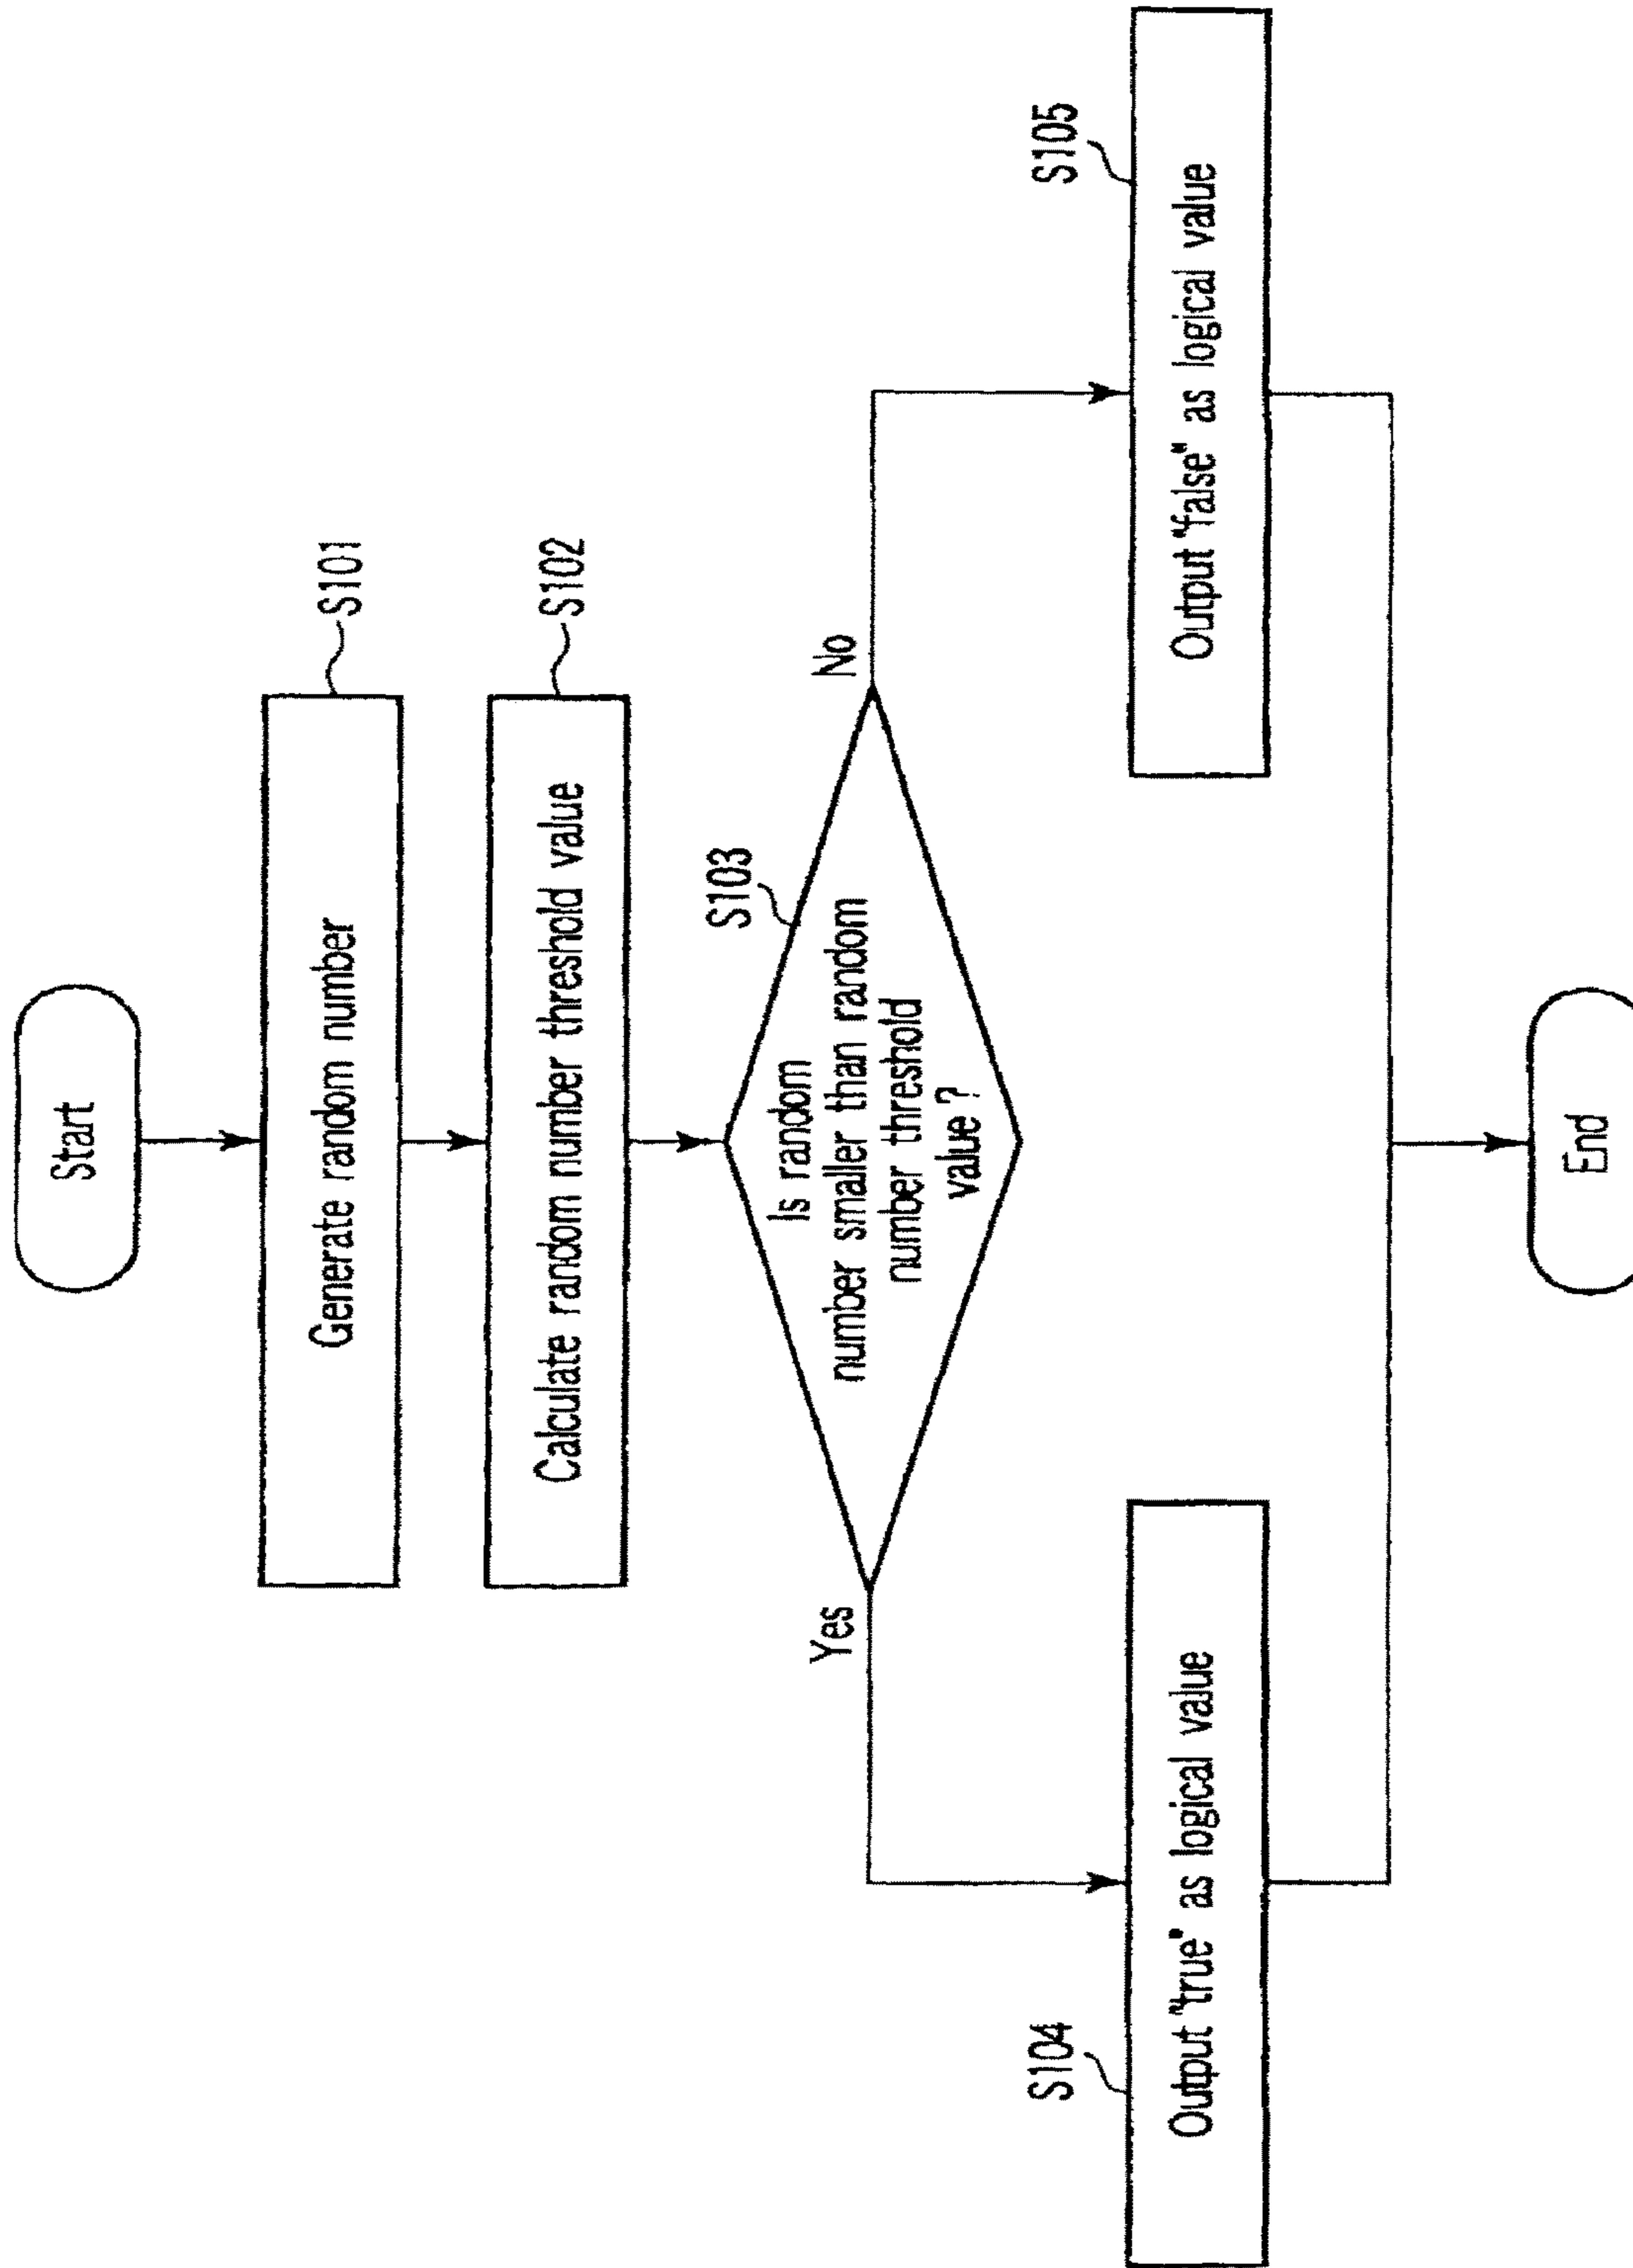 Start
Generate random number
S101
Calculate random number threshold value
S102
S103
Is random
number smaller than random
number threshold
value ?
Yes
No
S104
Output "true" as logical value
S105
Output "false" as logical value
End